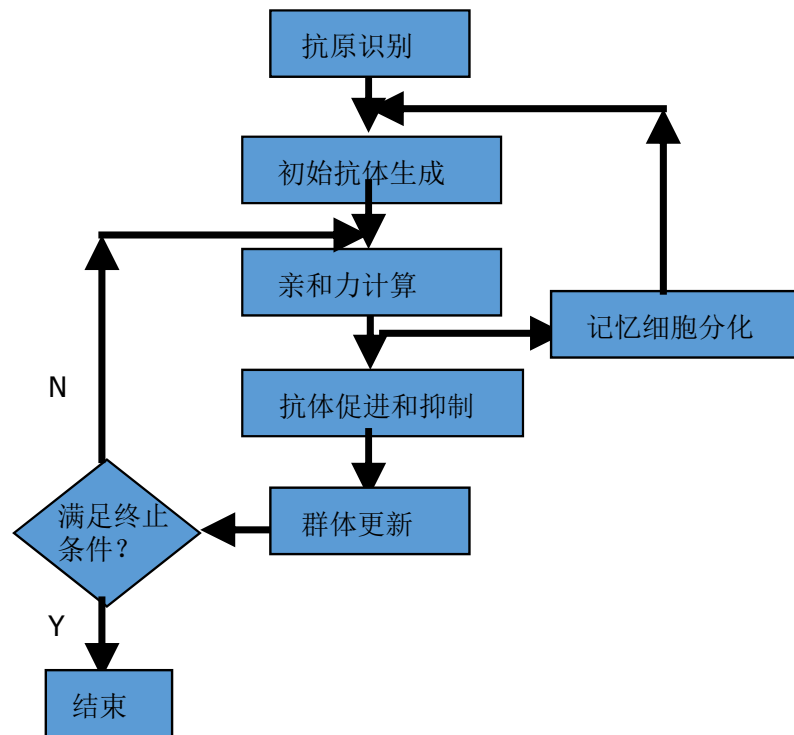 抗原识别
初始抗体生成
亲和力计算
记忆细胞分化
N
抗体促进和抑制
满足终止
条件?
群体更新
Y
结束